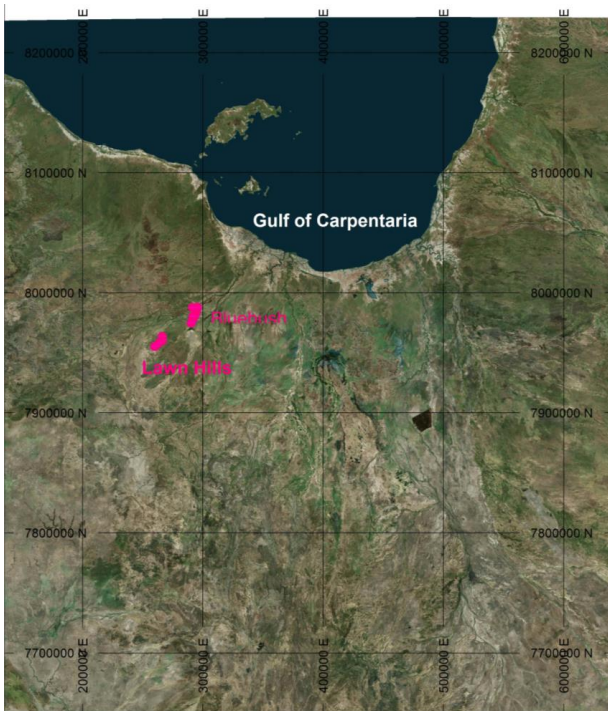 200000 E
300000 E
400000 E
500000 E
600000 E
8200000 N
8200000 N
8100000 N
8100000 N
Gulf of Carpentaria
8000000 N
8000000 N
Bluebush
Lawn Hills
7900000 N
7900000 N
7800000 N
7800000 N
7700000 N
7700000 N
200000 E
300000 E
400000 E
500000 E
600000 E